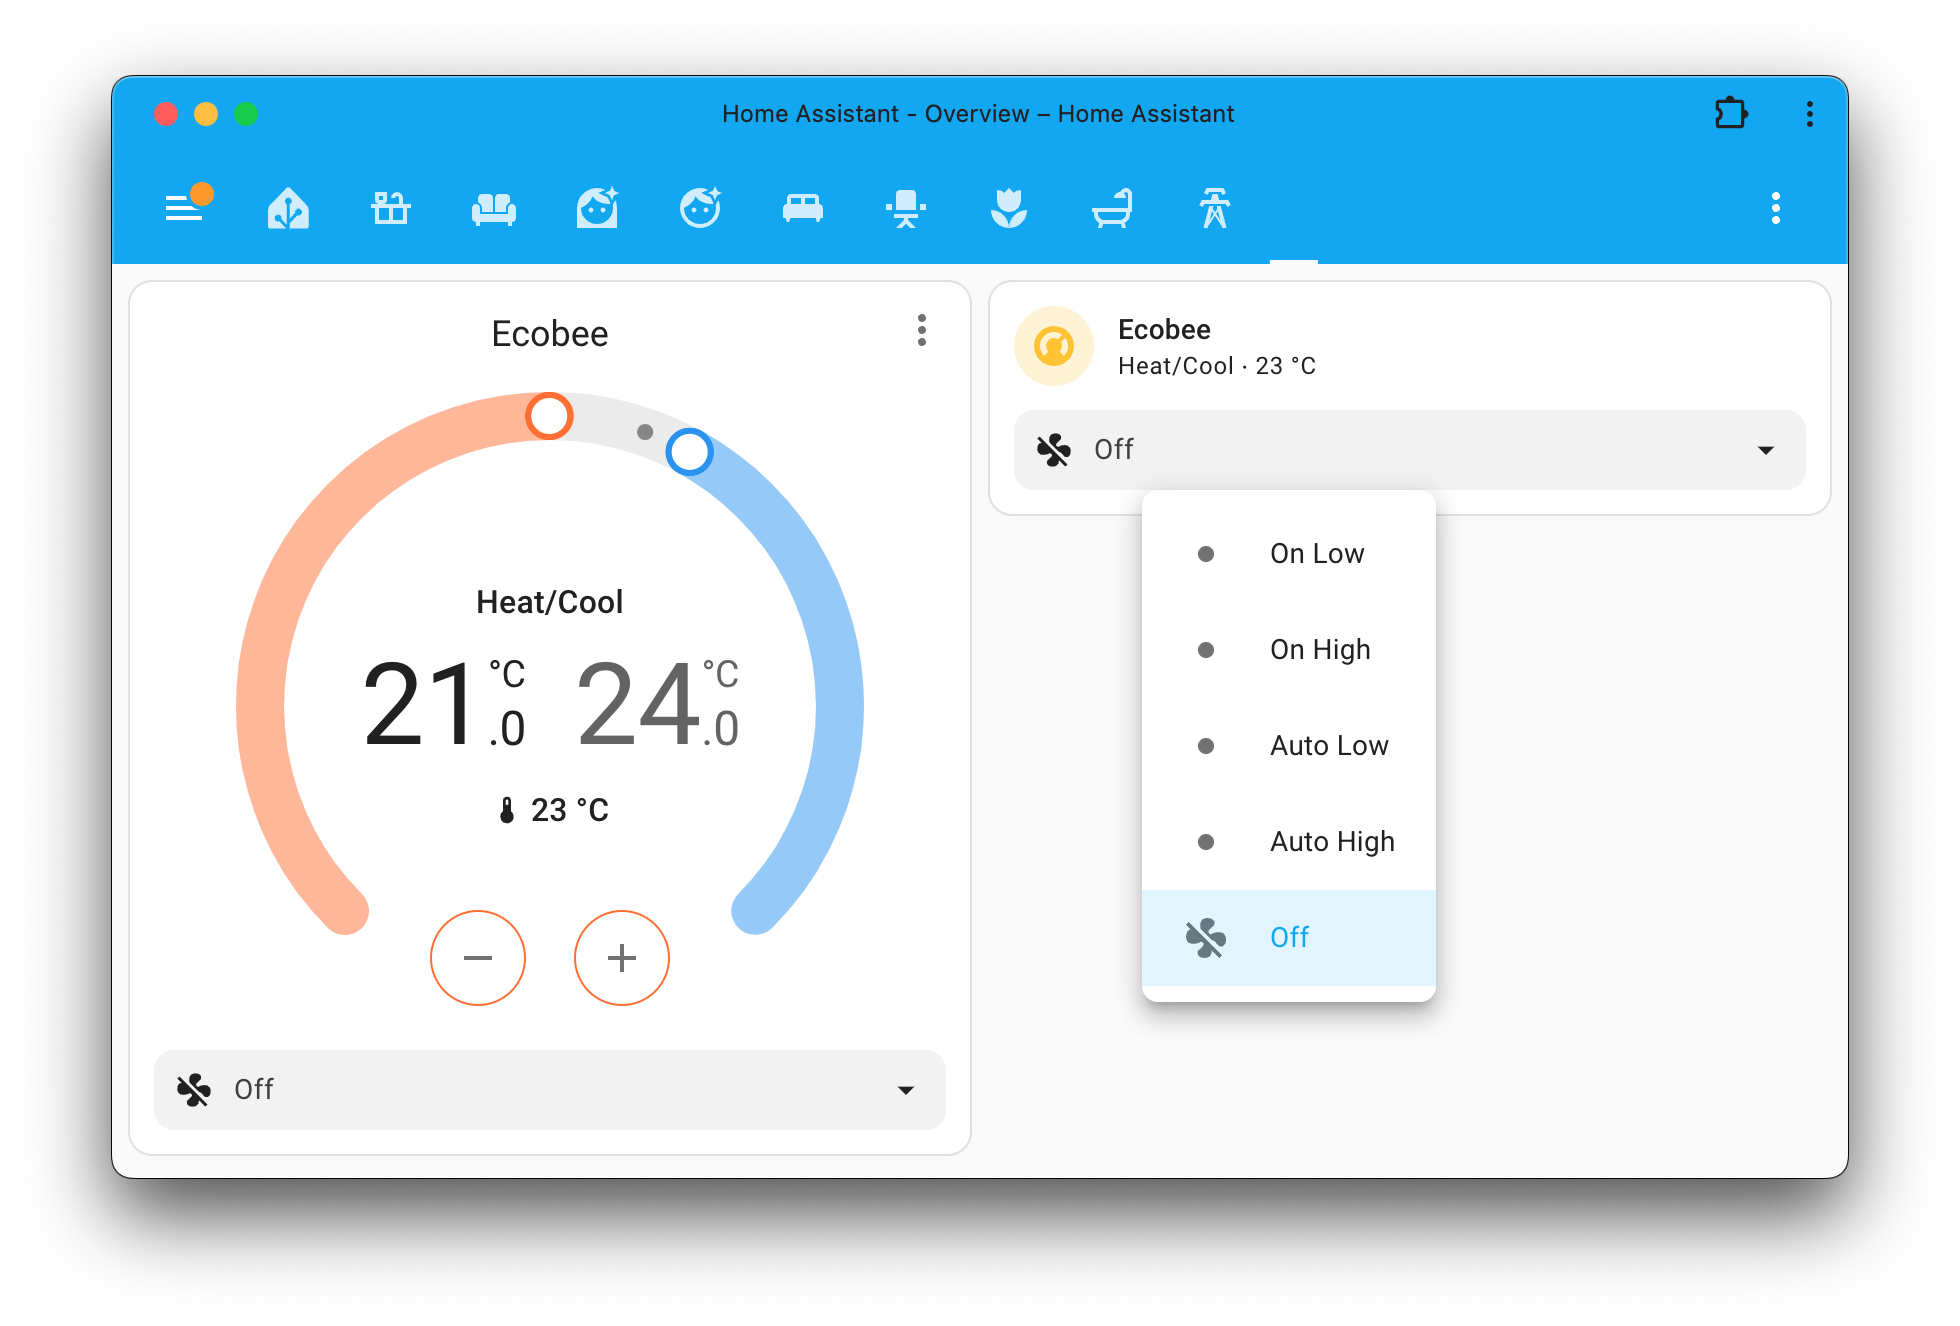 Home Assistant - Overview – Home Assistant
Ecobee
Heat/Cool
21.0 °C 24.0 °C
23 °C
Off
Ecobee
Heat/Cool · 23 °C
Off
On Low
On High
Auto Low
Auto High
Off